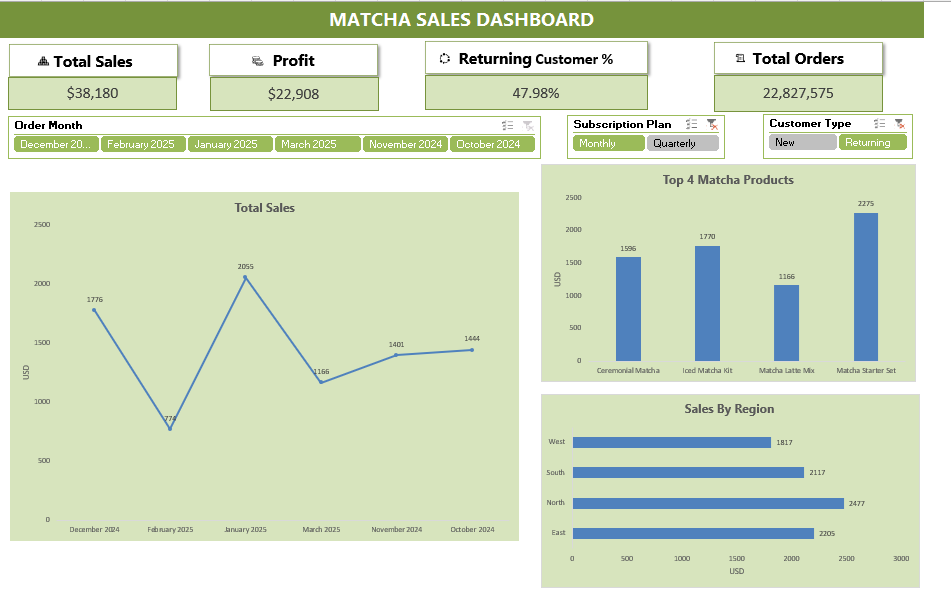 MATCHA SALES DASHBOARD
Total Sales
Profit
Returning Customer %
Total Orders
$38,180
$22,908
47.98%
22,827,575
Order Month
December 20...
February 2025
January 2025
March 2025
November 2024
October 2024
Subscription Plan
Monthly
Quarterly
Customer Type
New
Returning
Total Sales
2500
2000
1500
1000
500
0
USD
1776
774
2055
1166
1401
1444
December 2024
February 2025
January 2025
March 2025
November 2024
October 2024
Top 4 Matcha Products
2500
2000
1500
1000
500
0
USD
1596
1770
1166
2275
Ceremonial Matcha
Iced Matcha Kit
Matcha Latte Mix
Matcha Starter Set
Sales By Region
West
1817
South
2117
North
2477
East
2205
0
500
1000
1500
2000
2500
3000
USD